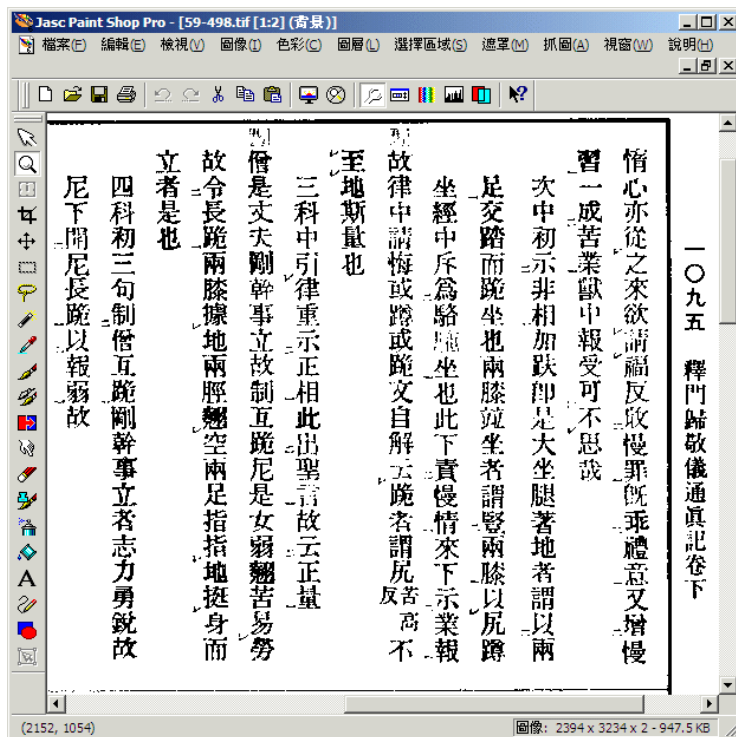 Jasc Paint Shop Pro - [59-498.tif [1:2] (背景)]
檔案(F) 編輯(E) 檢視(V) 圖像(I) 色彩(C) 圖層(L) 選擇區域(S) 遮罩(M) 抓圖(A) 視窗(W) 說明(H)
一〇九五 釋門歸敬儀通眞記卷下
惰心亦從之來欲請福反敢慢罪旣乖禮意又增慢
習一成苦業獸中報受可不思哉
次中初示非相加趺卽是大坐腿著地者謂以兩
足交踏而跪坐也兩膝竝坐者謂豎兩膝以尻蹲
坐經中斥爲駱駞坐也此下責慢情來下示業報
故律中請悔或蹲或跪文自解云跪者謂尻苦高反不
至地斯量也
三科中引律重示正相此出聖言故云正量
僧是丈夫剛幹事立故制互跪尼是女弱翹苦易勞
故令長跪兩膝據地兩脛翹空兩足指指地挺身而
立者是也
四科初三句制僧互跪剛幹事立者志力勇銳故
尼下開尼長跪以報弱故
(2152, 1054)
圖像: 2394 x 3234 x 2 - 947.5 KB